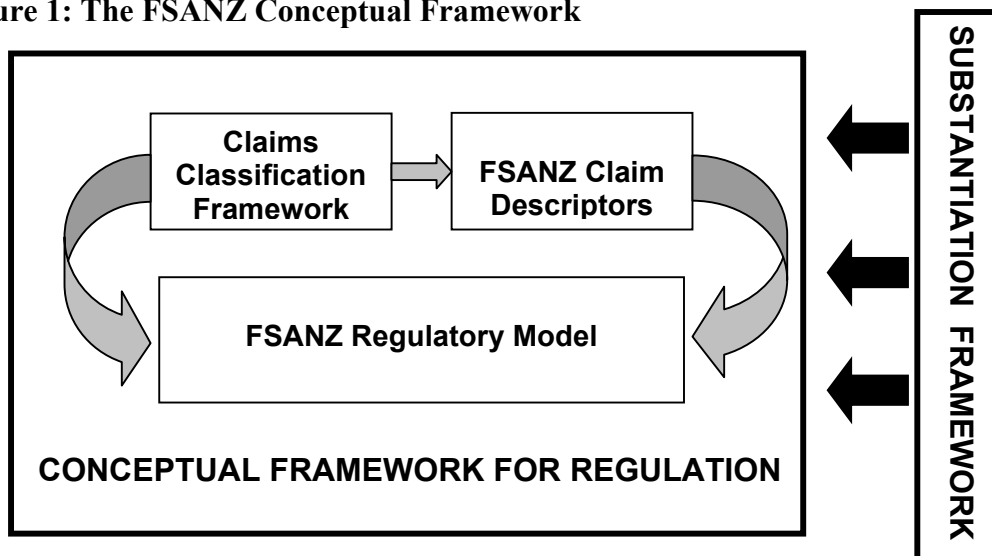 ure 1: The FSANZ Conceptual Framework
Claims
Classification
Framework
FSANZ Claim
Descriptors
FSANZ Regulatory Model
CONCEPTUAL FRAMEWORK FOR REGULATION
SUBSTANTIATION FRAMEWORK